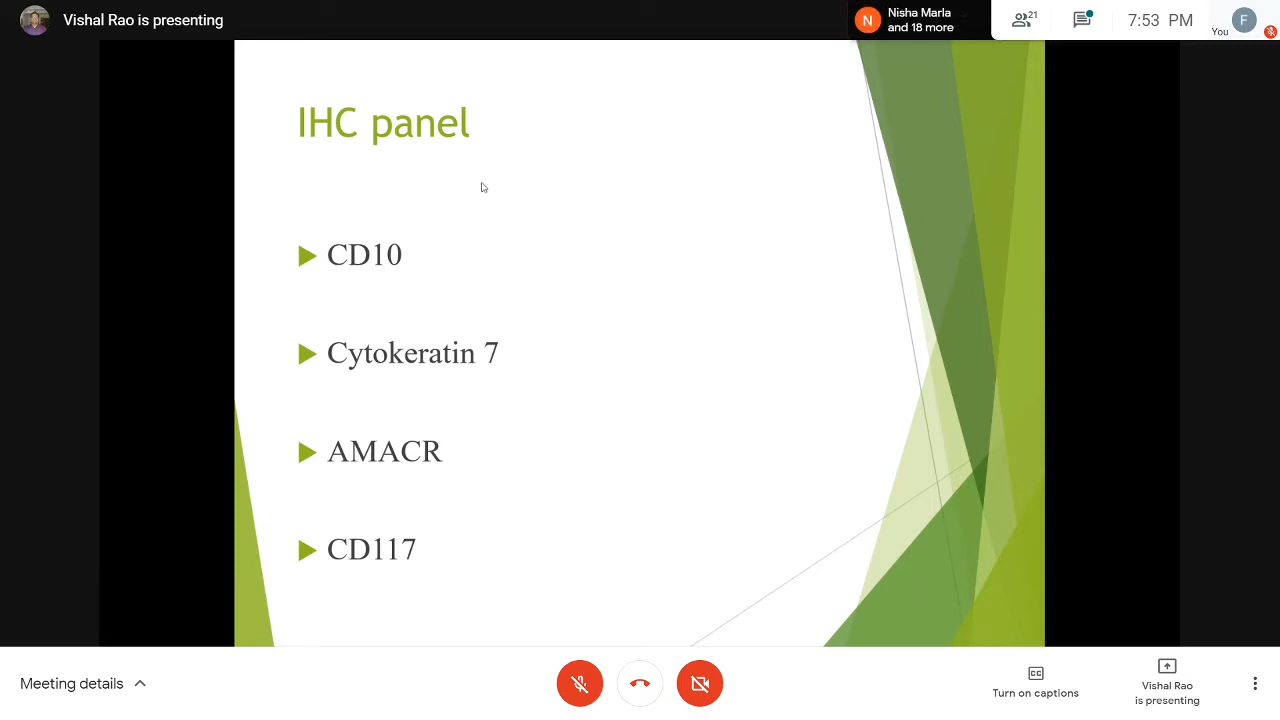 Vishal Rao is presenting
N
Nisha Marla
and 18 more
21
7:53 PM
You
F
IHC panel
CD10
Cytokeratin 7
AMACR
CD117
Meeting details
CC
Turn on captions
Vishal Rao
is presenting